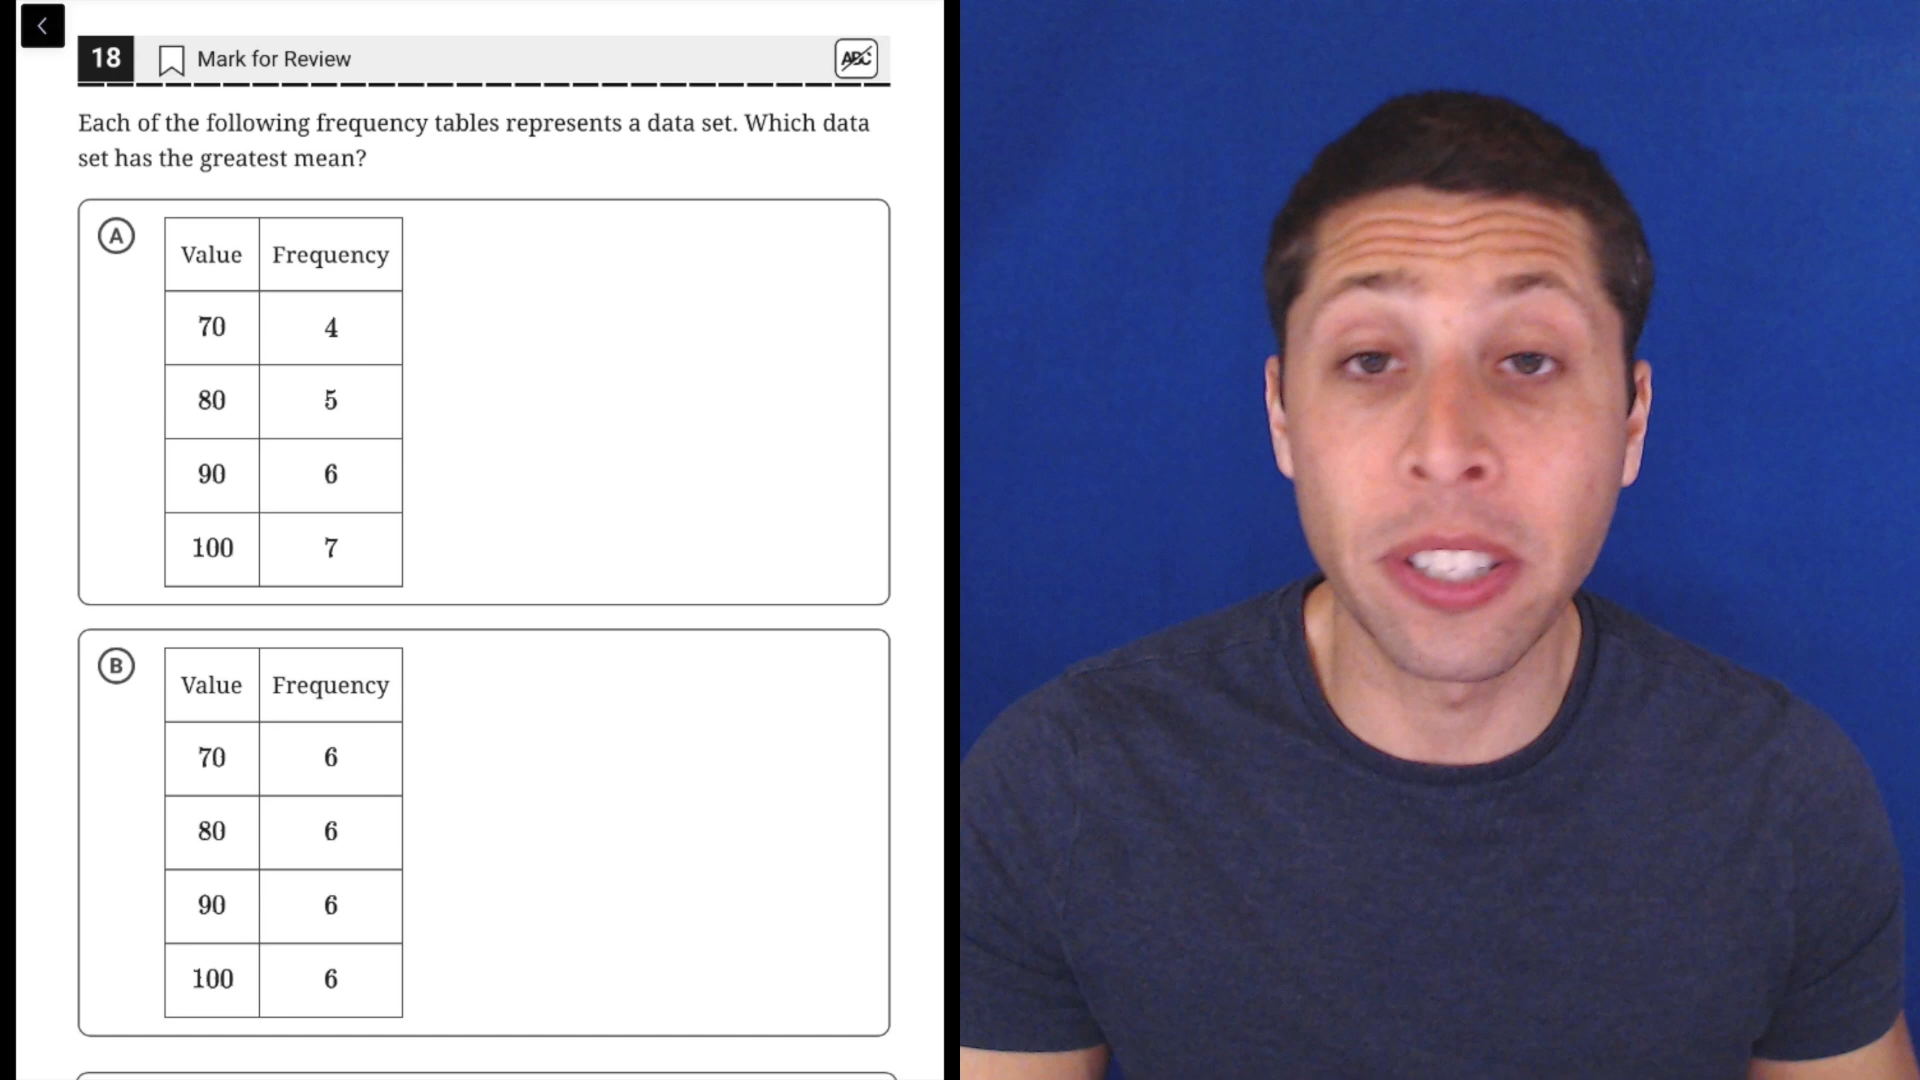 18 Mark for Review ABC
Each of the following frequency tables represents a data set. Which data
set has the greatest mean?
A
Value Frequency
70 4
80 5
90 6
100 7
B
Value Frequency
70 6
80 6
90 6
100 6